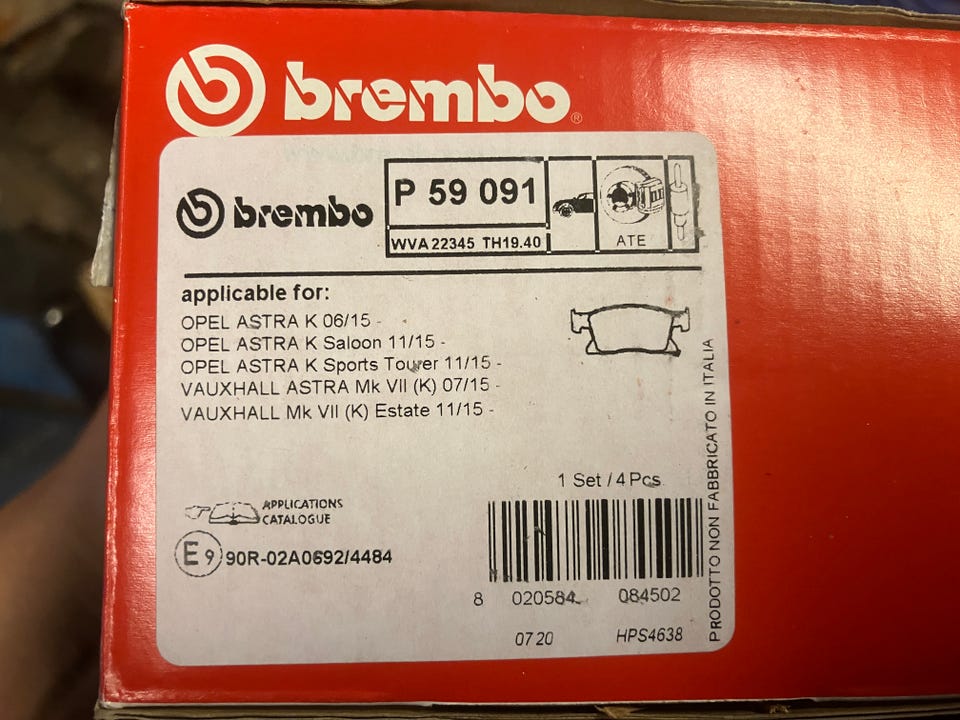 brembo®
brembo
P 59 091
WVA 22345 TH19.40
ATE
applicable for:
OPEL ASTRA K 06/15 -
OPEL ASTRA K Saloon 11/15 -
OPEL ASTRA K Sports Tourer 11/15 -
VAUXHALL ASTRA Mk VII (K) 07/15 -
VAUXHALL Mk VII (K) Estate 11/15 -
1 Set / 4 Pcs
APPLICATIONS
CATALOGUE
E9 90R-02A0692/4484
8 020584 084502
07 20 HPS4638
PRODOTTO NON FABBRICATO IN ITALIA